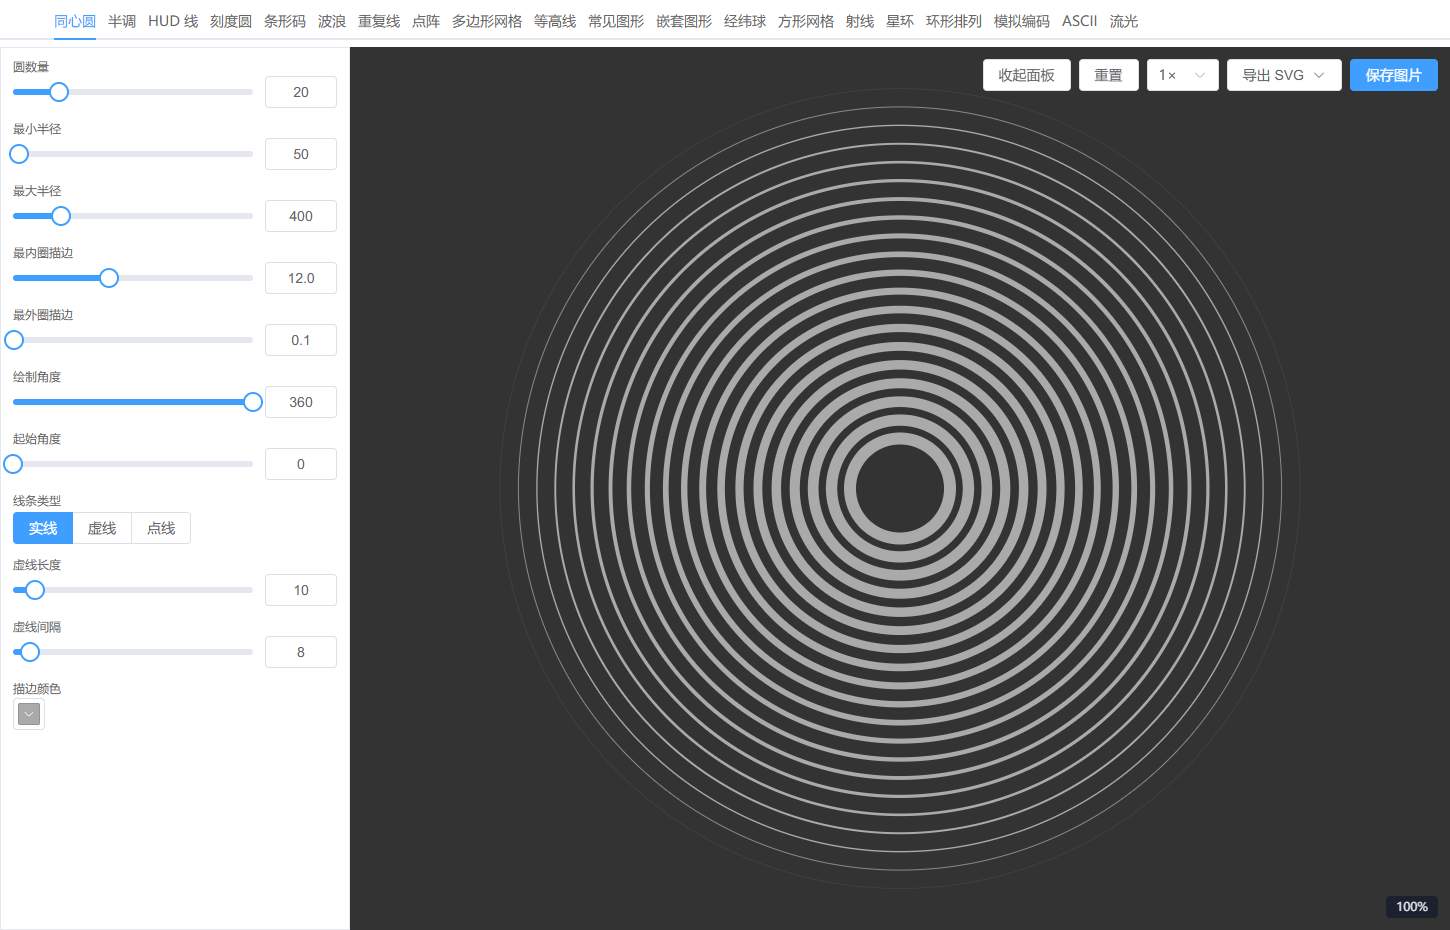 同心圆 半调 HUD 线 刻度圆 条形码 波浪 重复线 点阵 多边形网格 等高线 常见图形 嵌套图形 经纬球 方形网格 射线 星环 环形排列 模拟编码 ASCII 流光
收起面板 重置 1× 导出 SVG 保存图片
圆数量
20
最小半径
50
最大半径
400
最内圈描边
12.0
最外圈描边
0.1
绘制角度
360
起始角度
0
线条类型
实线 虚线 点线
虚线长度
10
虚线间隔
8
描边颜色
100%